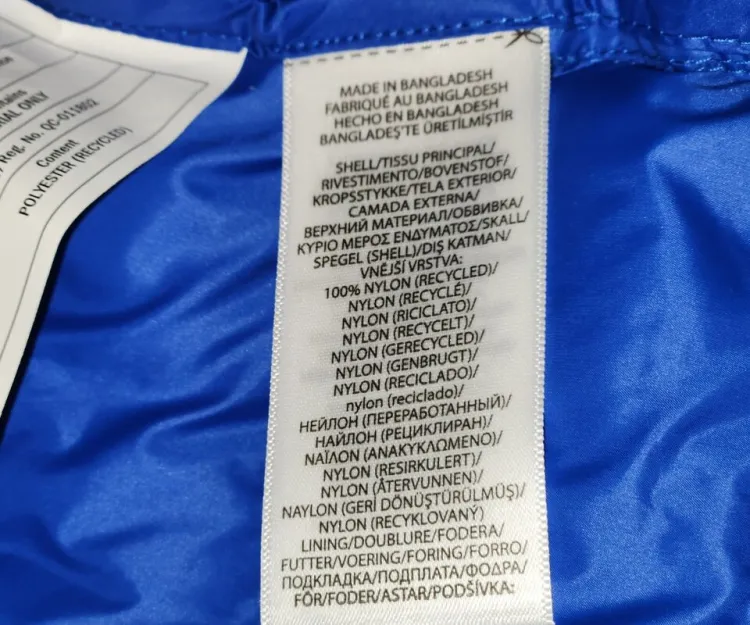 RIAL ONLY
Reg. No. QC-011802
Content
POLYESTER (RECYCLED)
MADE IN BANGLADESH
FABRIQUÉ AU BANGLADESH
HECHO EN BANGLADESH
BANGLADEŞ'TE ÜRETİLMİŞTİR
SHELL/TISSU PRINCIPAL/
RIVESTIMENTO/BOVENSTOF/
KROPSSTYKKE/TELA EXTERIOR/
CAMADA EXTERNA/
ВЕРХНИЙ МАТЕРИАЛ/ОБВИВКА/
ΚΥΡΙΟ ΜΕΡΟΣ ΕΝΔΥΜΑΤΟΣ/SKALL/
SPEGEL (SHELL)/DIŞ KATMAN/
VNĚJŠÍ VRSTVA:
100% NYLON (RECYCLED)/
NYLON (RECYCLÉ)/
NYLON (RICICLATO)/
NYLON (RECYCELT)/
NYLON (GERECYCLED)/
NYLON (GENBRUGT)/
NYLON (RECICLADO)/
nylon (reciclado)/
НЕЙЛОН (ПЕРЕРАБОТАННЫЙ)/
НАЙЛОН (РЕЦИКЛИРАН)/
ΝΑΪΛΟΝ (ΑΝΑΚΥΚΛΩΜΕΝΟ)/
NYLON (RESIRKULERT)/
NYLON (ÅTERVUNNEN)/
NAYLON (GERİ DÖNÜŞTÜRÜLMÜŞ)/
NYLON (RECYKLOVANÝ)
LINING/DOUBLURE/FODERA/
FUTTER/VOERING/FORING/FORRO/
ПОДКЛАДКА/ПОДПЛАТА/ΦΟΔΡΑ/
FÔR/FODER/ASTAR/PODŠÍVKA: